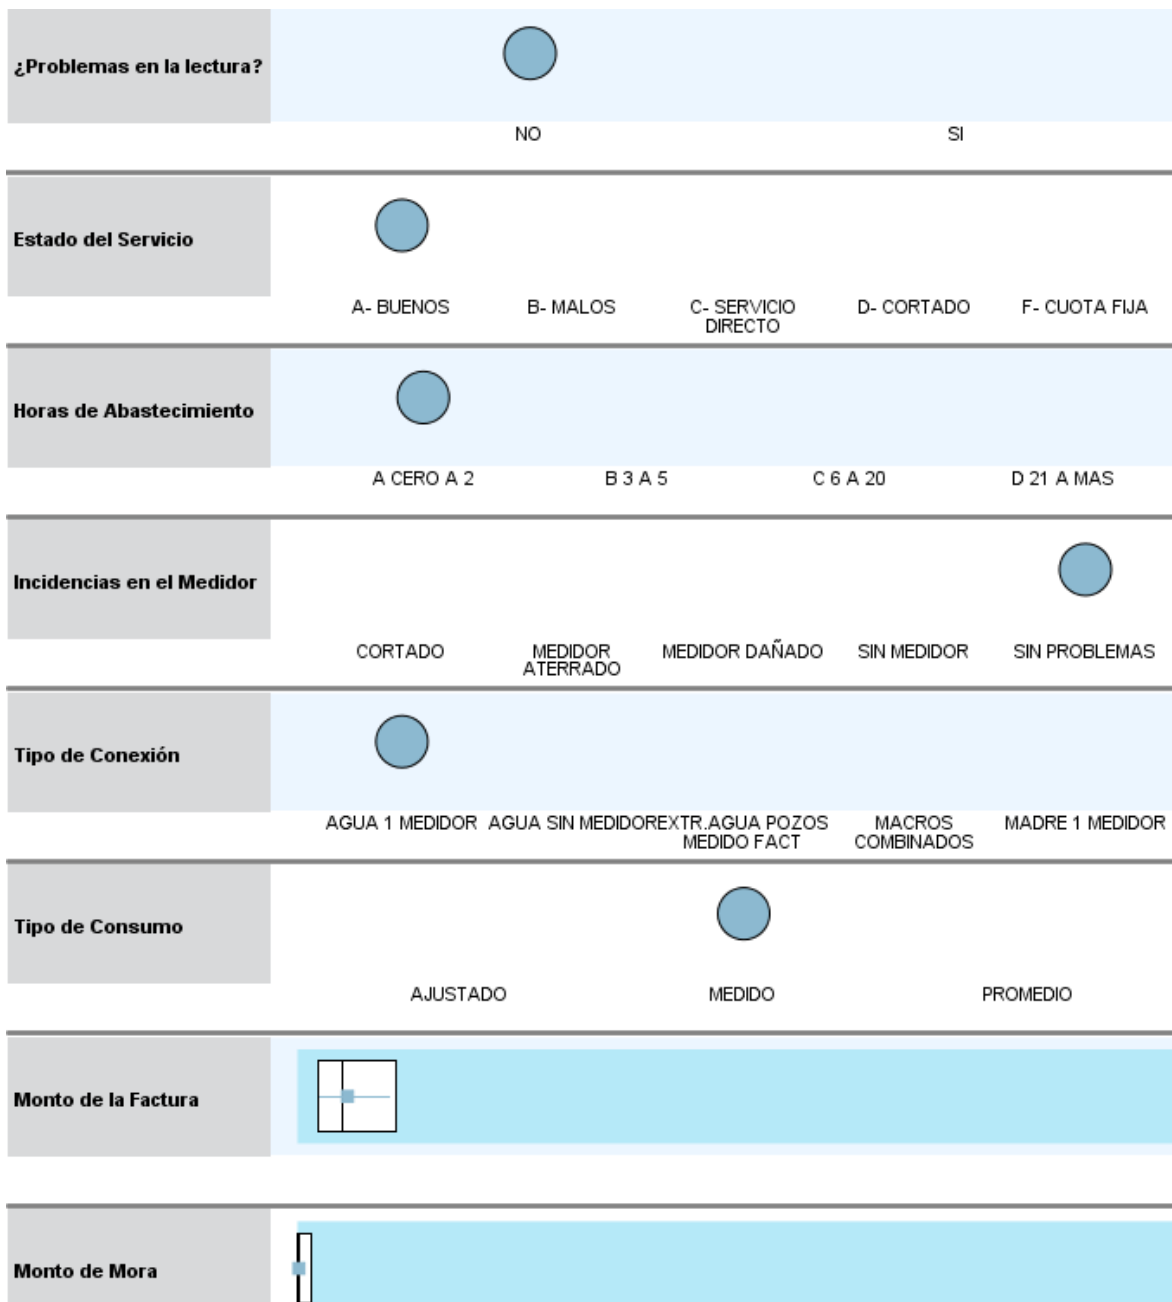 ¿Problemas en la lectura?
NO SI
Estado del Servicio
A- BUENOS B- MALOS C- SERVICIO DIRECTO D- CORTADO F- CUOTA FIJA
Horas de Abastecimiento
A CERO A 2 B 3 A 5 C 6 A 20 D 21 A MAS
Incidencias en el Medidor
CORTADO MEDIDOR ATERRADO MEDIDOR DAÑADO SIN MEDIDOR SIN PROBLEMAS
Tipo de Conexión
AGUA 1 MEDIDOR AGUA SIN MEDIDOR EXTR.AGUA POZOS MEDIDO FACT MACROS COMBINADOS MADRE 1 MEDIDOR
Tipo de Consumo
AJUSTADO MEDIDO PROMEDIO
Monto de la Factura
Monto de Mora